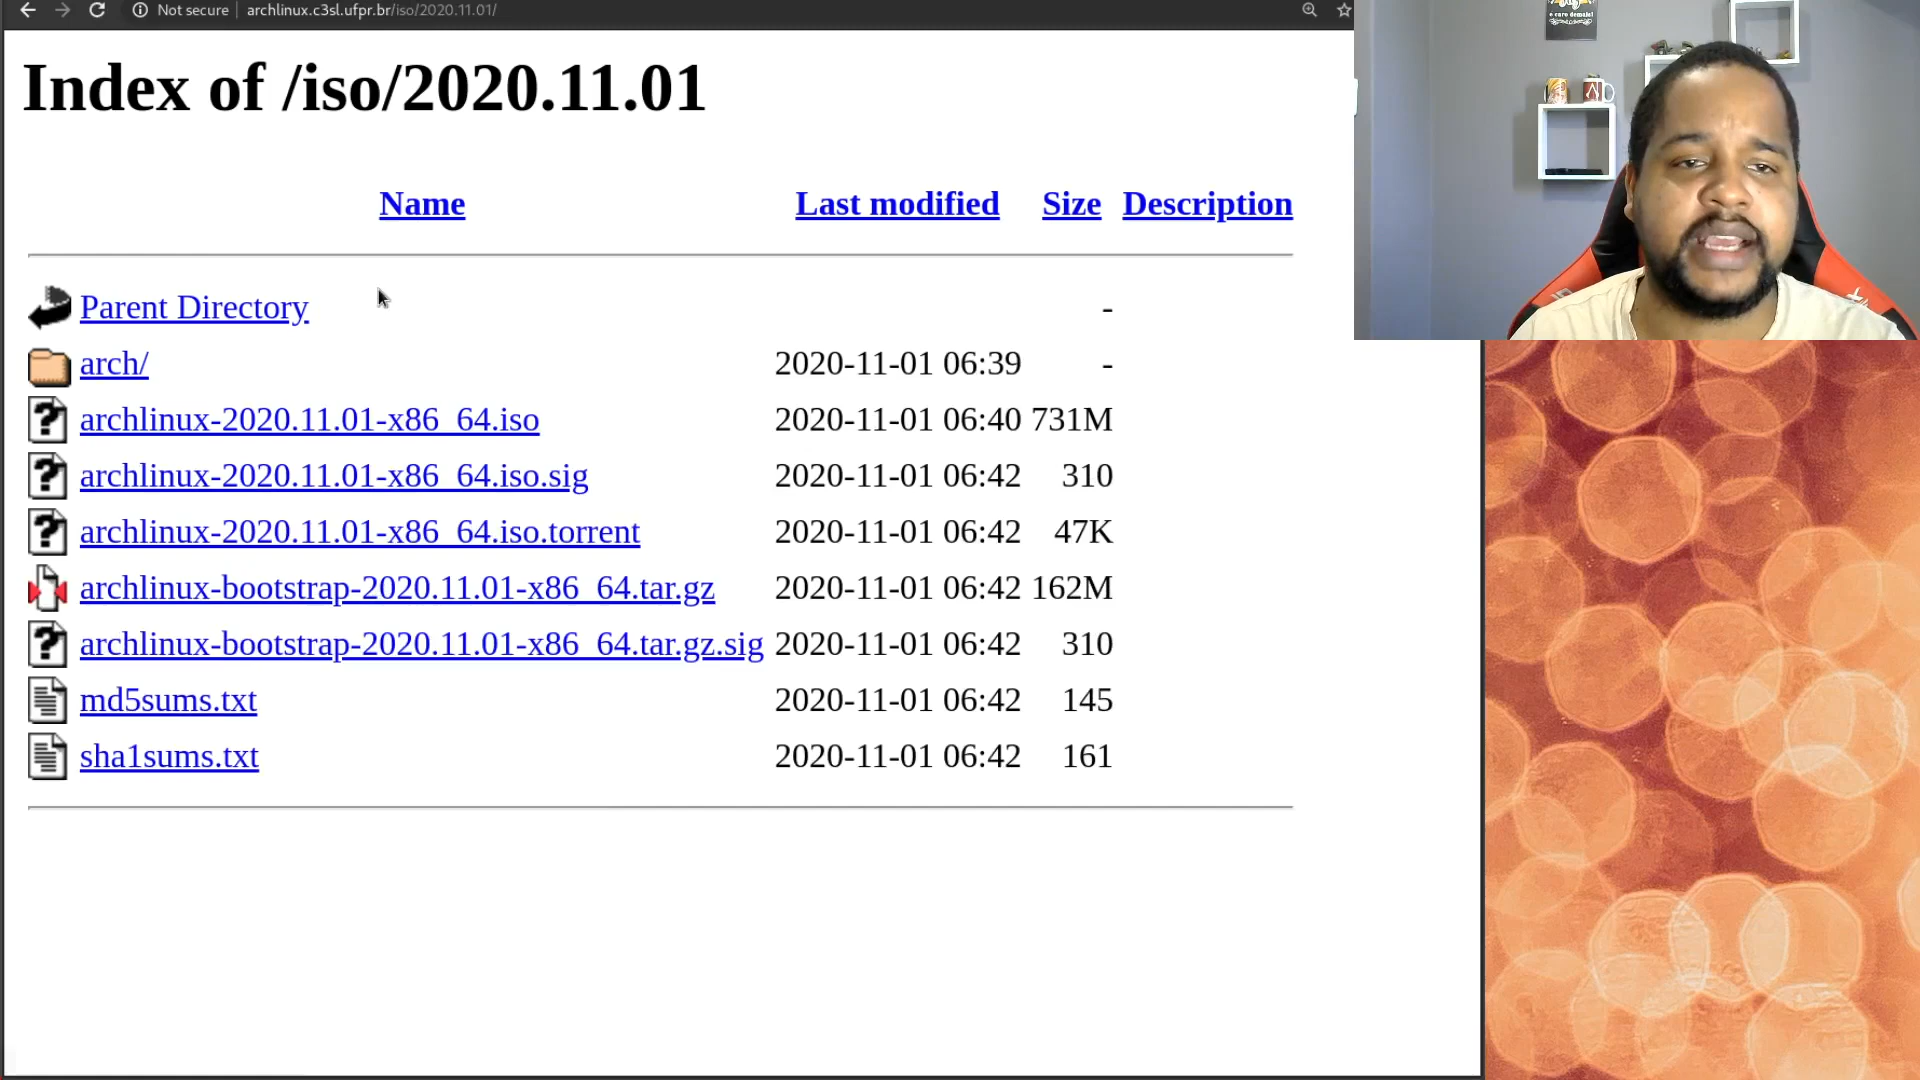 Not secure archlinux.c3sl.ufpr.br/iso/2020.11.01/
e caro demais!
Index of /iso/2020.11.01
Name Last modified Size Description
Parent Directory -
arch/ 2020-11-01 06:39 -
archlinux-2020.11.01-x86_64.iso 2020-11-01 06:40 731M
archlinux-2020.11.01-x86_64.iso.sig 2020-11-01 06:42 310
archlinux-2020.11.01-x86_64.iso.torrent 2020-11-01 06:42 47K
archlinux-bootstrap-2020.11.01-x86_64.tar.gz 2020-11-01 06:42 162M
archlinux-bootstrap-2020.11.01-x86_64.tar.gz.sig 2020-11-01 06:42 310
md5sums.txt 2020-11-01 06:42 145
sha1sums.txt 2020-11-01 06:42 161